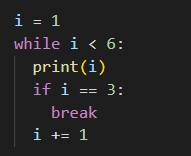 i = 1
while i < 6:
  print(i)
  if i == 3:
    break
  i += 1